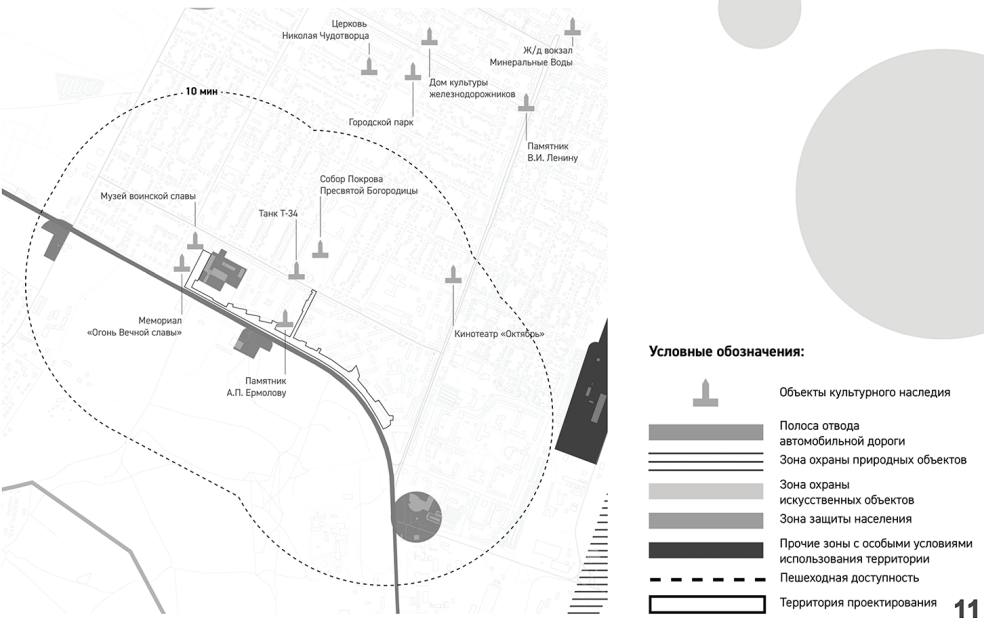 Церковь
Николая Чудотворца
Ж/д вокзал
Минеральные Воды
Дом культуры
железнодорожников
10 мин
Городской парк
Памятник
В.И. Ленину
Собор Покрова
Пресвятой Богородицы
Музей воинской славы
Танк Т-34
Мемориал
«Огонь Вечной славы»
Кинотеатр «Октябрь»
Памятник
А.П. Ермолову
Условные обозначения:
Объекты культурного наследия
Полоса отвода
автомобильной дороги
Зона охраны природных объектов
Зона охраны
искусственных объектов
Зона защиты населения
Прочие зоны с особыми условиями
использования территории
Пешеходная доступность
Территория проектирования
11